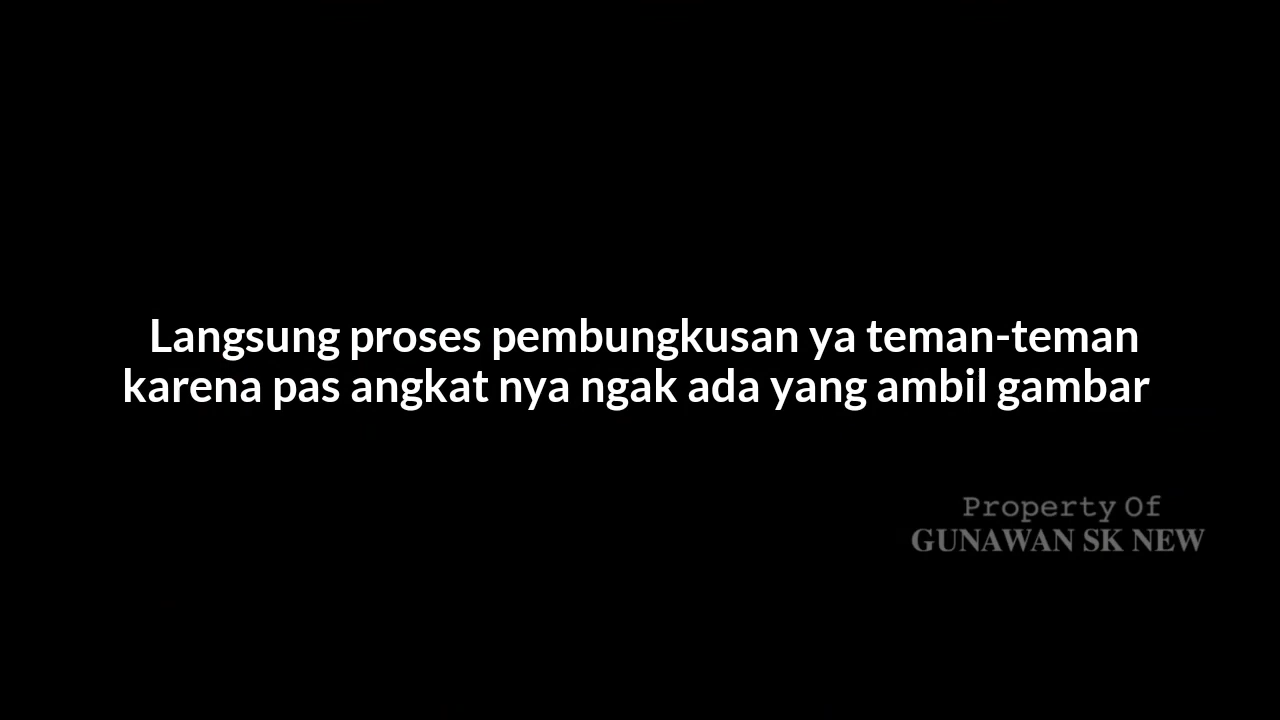 Langsung proses pembungkusan ya teman-teman
karena pas angkat nya ngak ada yang ambil gambar
Property Of
GUNAWAN SK NEW